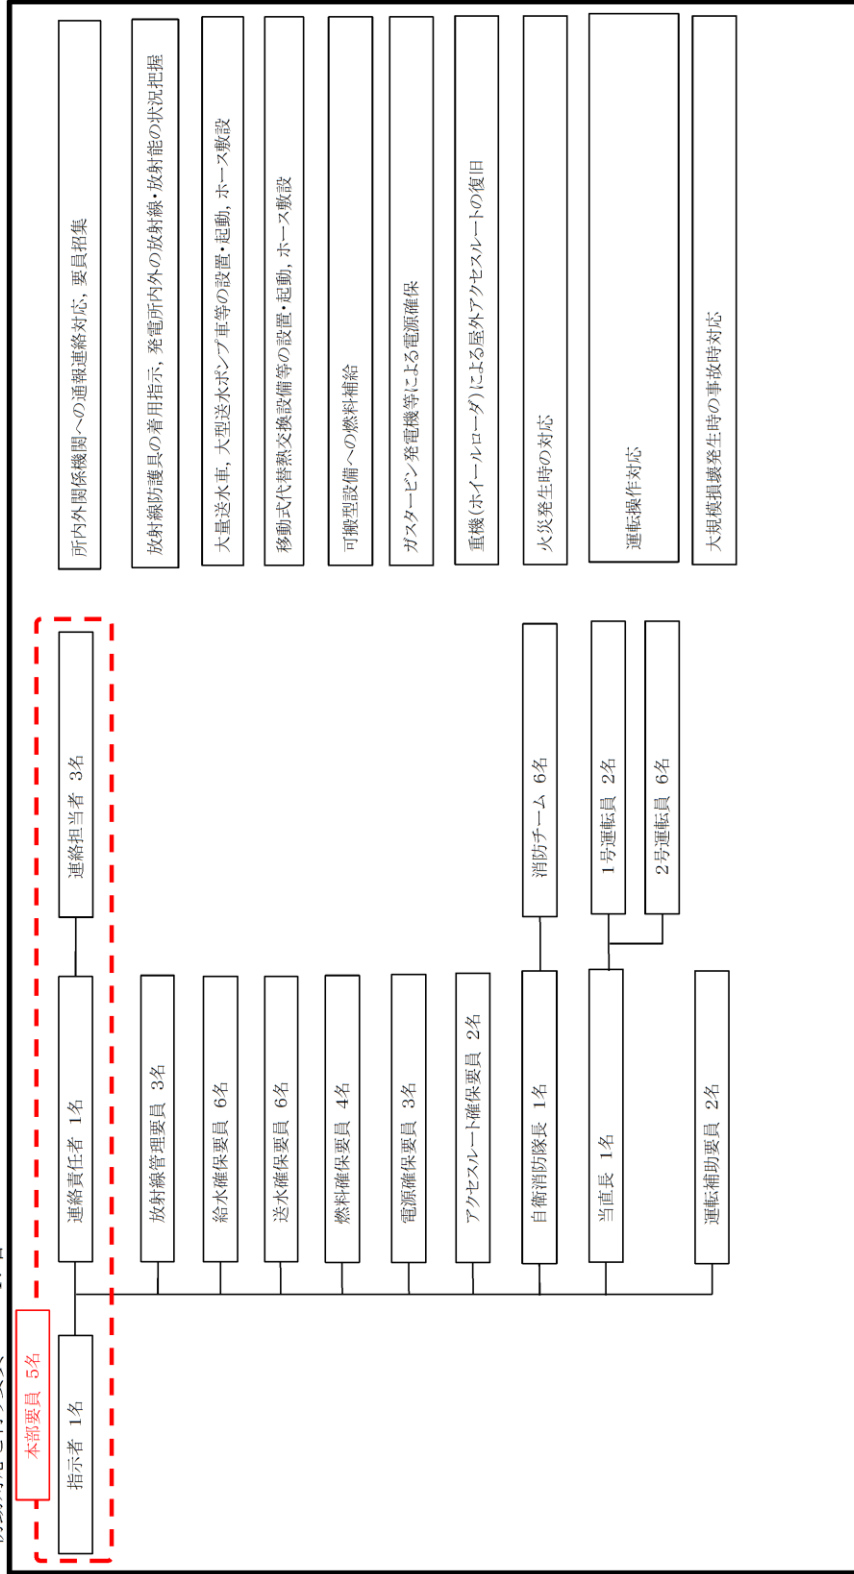 本部要員 5名
指示者 1名
連絡責任者 1名
連絡担当者 3名
所内外関係機関への通報連絡対応, 要員招集
放射線管理要員 3名
放射線防護具の着用指示, 発電所内外の放射線・放射能の状況把握
給水確保要員 6名
大量送水車, 大型送水ポンプ車等の設置・起動, ホース敷設
送水確保要員 6名
移動式代替熱交換設備等の設置・起動, ホース敷設
燃料確保要員 4名
可搬型設備への燃料補給
電源確保要員 3名
ガスタービン発電機等による電源確保
アクセスルート確保要員 2名
重機(ホイールローダ)による屋外アクセスルートの復旧
自衛消防隊長 1名
消防チーム 6名
火災発生時の対応
当直長 1名
1号運転員 2名
2号運転員 6名
運転操作対応
運転補助要員 2名
大規模損壊発生時の事故時対応